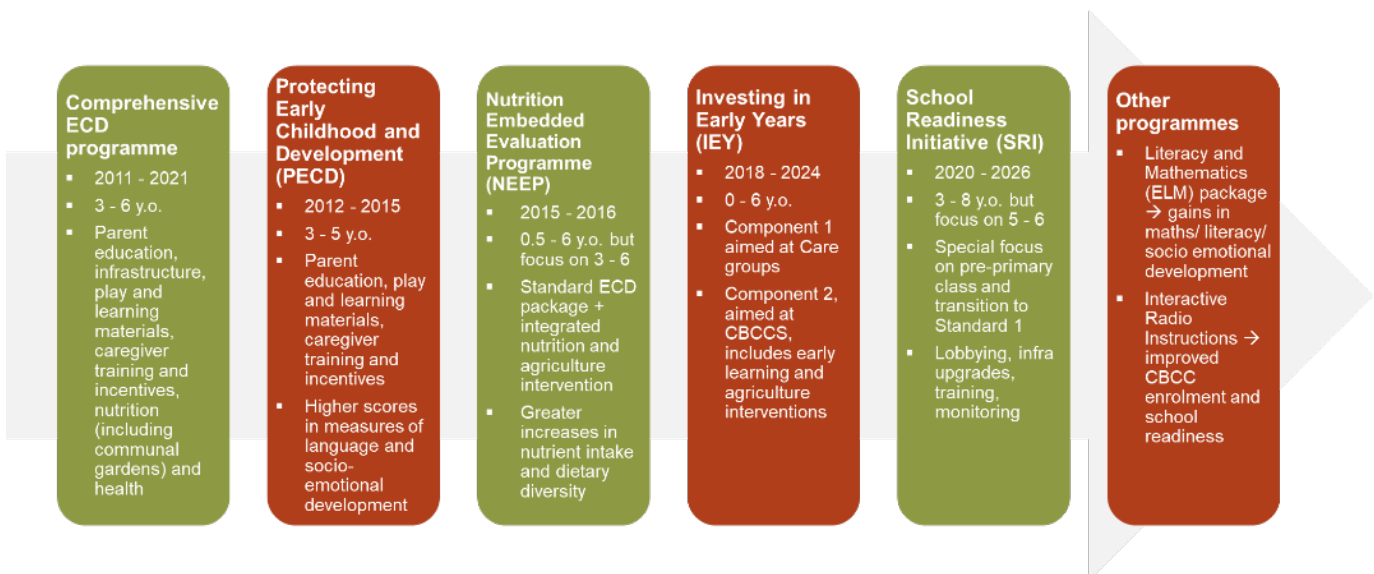 Comprehensive
ECD
programme
▪ 2011 - 2021
▪ 3 - 6 y.o.
▪ Parent
education,
infrastructure,
play and
learning
materials,
caregiver
training and
incentives,
nutrition
(including
communal
gardens) and
health
Protecting
Early
Childhood and
Development
(PECD)
▪ 2012 - 2015
▪ 3 - 5 y.o.
▪ Parent
education, play
and learning
materials,
caregiver
training and
incentives
▪ Higher scores
in measures of
language and
socio-
emotional
development
Nutrition
Embedded
Evaluation
Programme
(NEEP)
▪ 2015 - 2016
▪ 0.5 - 6 y.o. but
focus on 3 - 6
▪ Standard ECD
package +
integrated
nutrition and
agriculture
intervention
▪ Greater
increases in
nutrient intake
and dietary
diversity
Investing in
Early Years
(IEY)
▪ 2018 - 2024
▪ 0 - 6 y.o.
▪ Component 1
aimed at Care
groups
▪ Component 2,
aimed at
CBCCS,
includes early
learning and
agriculture
interventions
School
Readiness
Initiative (SRI)
▪ 2020 - 2026
▪ 3 - 8 y.o. but
focus on 5 - 6
▪ Special focus
on pre-primary
class and
transition to
Standard 1
▪ Lobbying, infra
upgrades,
training,
monitoring
Other
programmes
▪ Literacy and
Mathematics
(ELM) package
→ gains in
maths/ literacy/
socio emotional
development
▪ Interactive
Radio
Instructions →
improved
CBCC
enrolment and
school
readiness